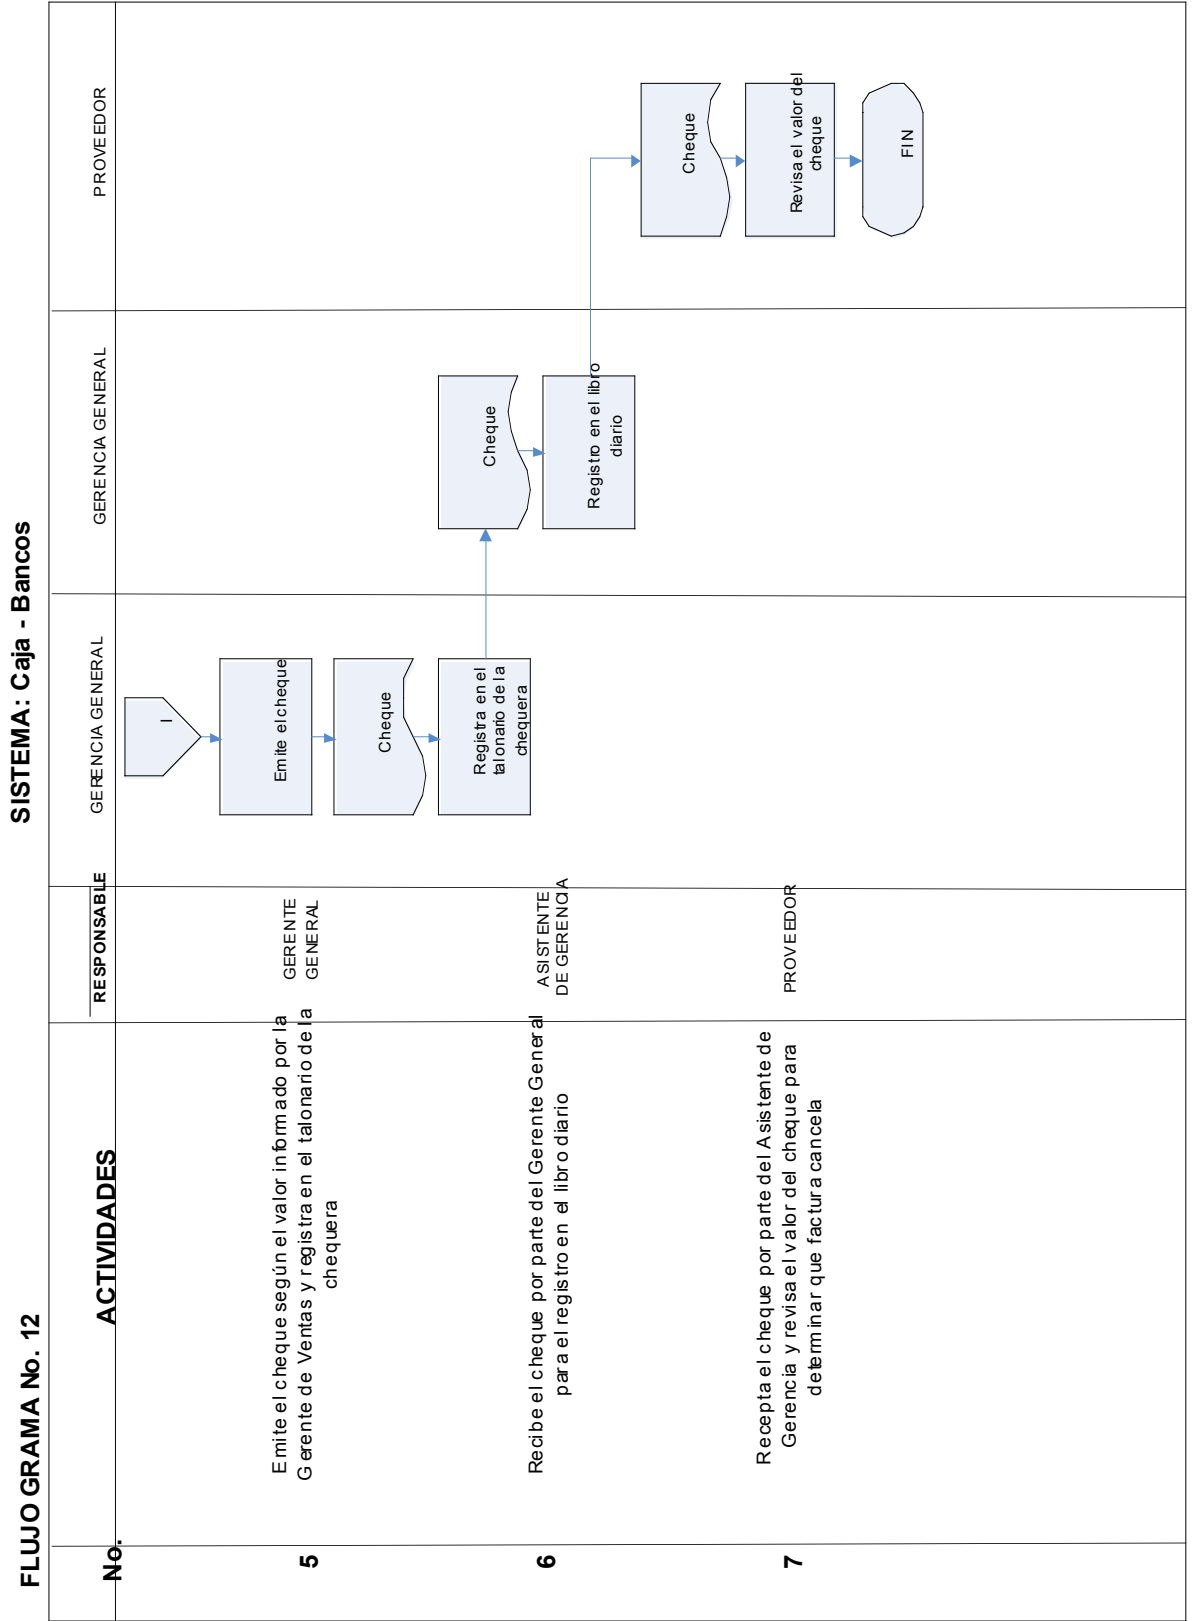 FLUJO GRAMA No. 12
SISTEMA: Caja - Bancos
No.
ACTIVIDADES
RESPONSABLE
GERENCIA GENERAL
GERENCIA GENERAL
PROVEEDOR
5
Emite el cheque según el valor informado por la
Gerente de Ventas y registra en el talonario de la
chequera
GERENTE
GENERAL
I
Emite el cheque
Cheque
Registra en el
talonario de la
chequera
6
Recibe el cheque por parte del Gerente General
para el registro en el libro diario
ASISTENTE
DE GERENCIA
Cheque
Registro en el libro
diario
7
Recepta el cheque por parte del Asistente de
Gerencia y revisa el valor del cheque para
determinar que factura cancela
PROVEEDOR
Cheque
Revisa el valor del
cheque
FIN